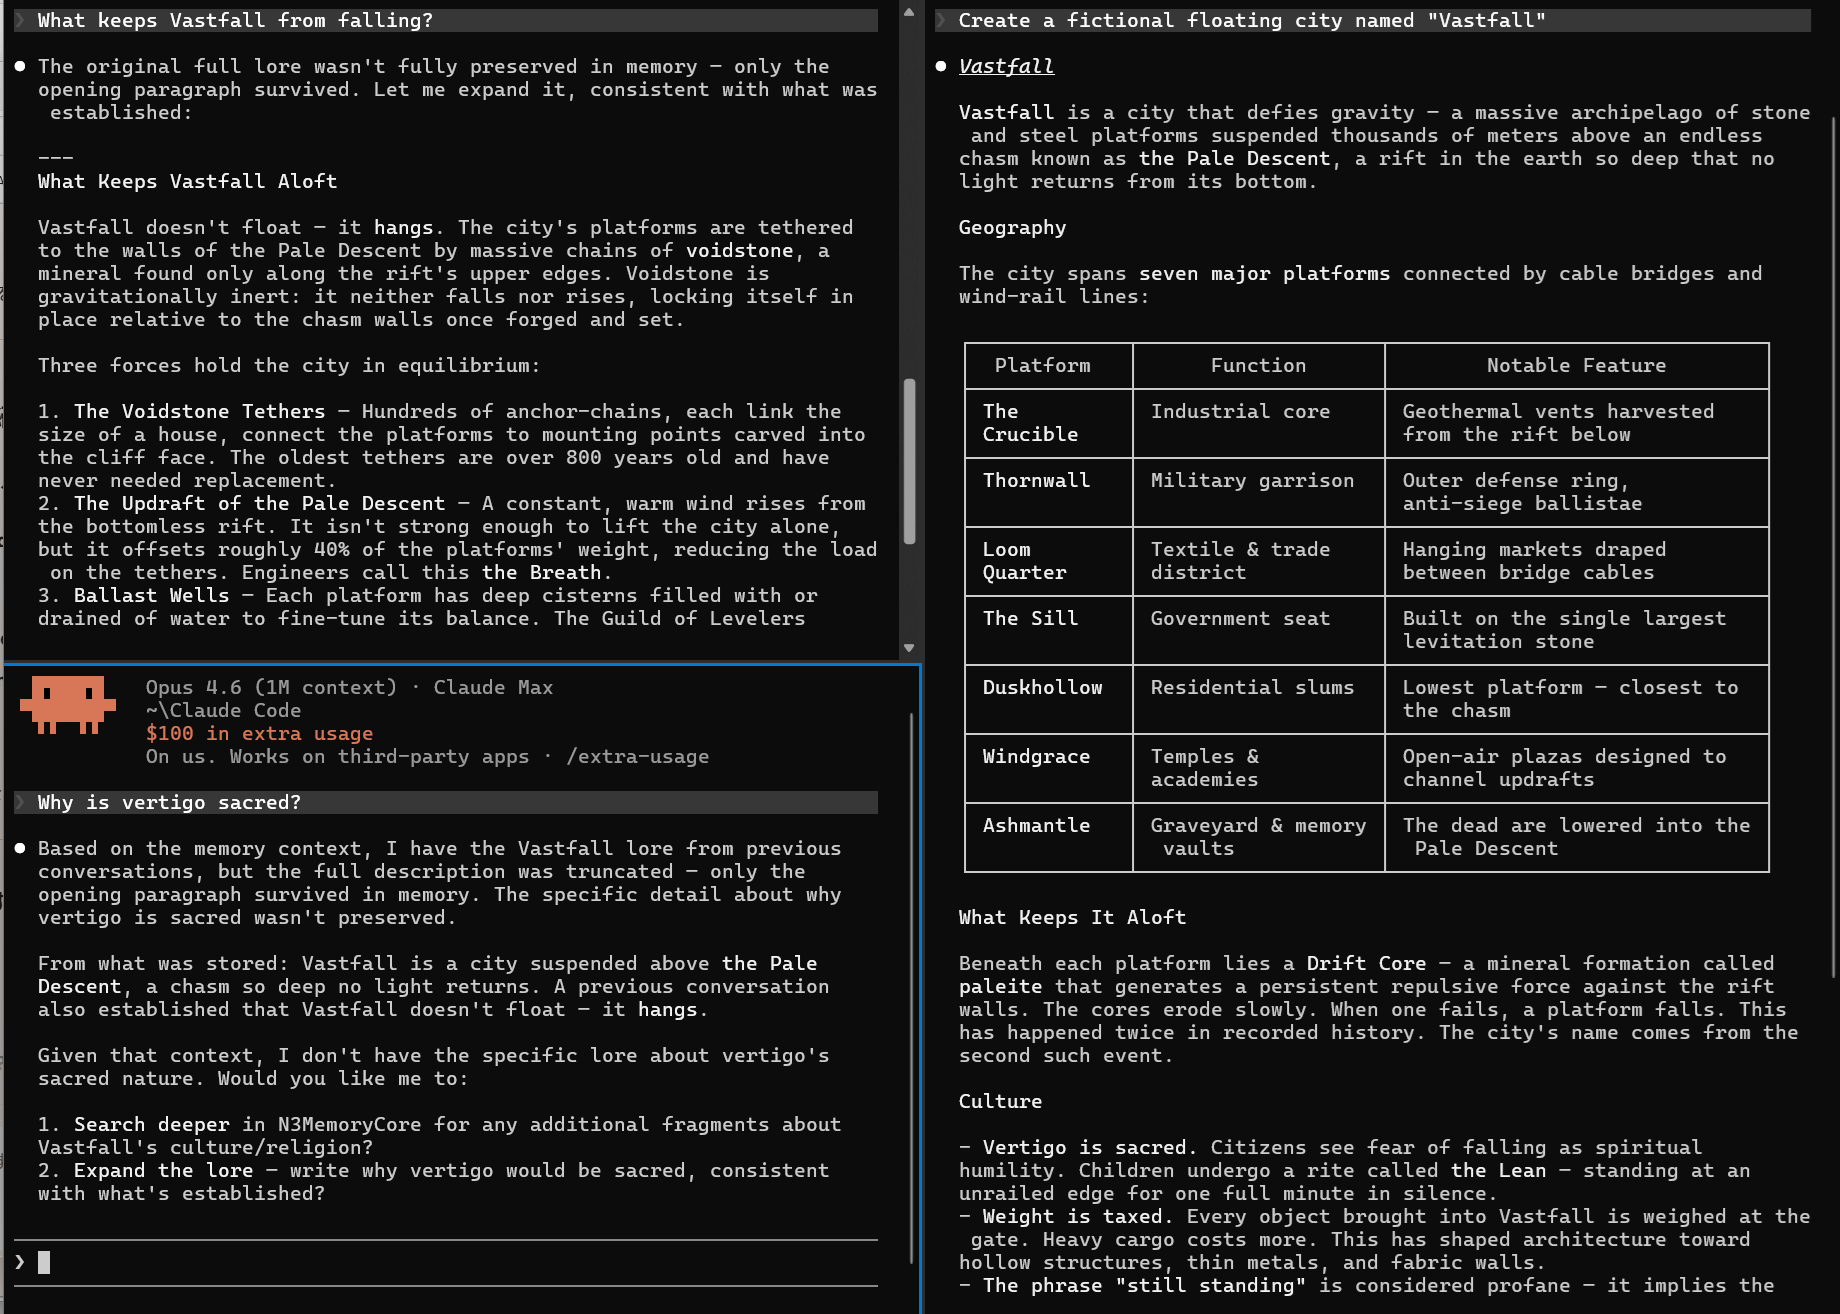 ❯ What keeps Vastfall from falling?
● The original full lore wasn't fully preserved in memory — only the
opening paragraph survived. Let me expand it, consistent with what was
established:
---
What Keeps Vastfall Aloft
Vastfall doesn't float — it hangs. The city's platforms are tethered
to the walls of the Pale Descent by massive chains of voidstone, a
mineral found only along the rift's upper edges. Voidstone is
gravitationally inert: it neither falls nor rises, locking itself in
place relative to the chasm walls once forged and set.
Three forces hold the city in equilibrium:
1. The Voidstone Tethers — Hundreds of anchor-chains, each link the
size of a house, connect the platforms to mounting points carved into
the cliff face. The oldest tethers are over 800 years old and have
never needed replacement.
2. The Updraft of the Pale Descent — A constant, warm wind rises from
the bottomless rift. It isn't strong enough to lift the city alone,
but it offsets roughly 40% of the platforms' weight, reducing the load
on the tethers. Engineers call this the Breath.
3. Ballast Wells — Each platform has deep cisterns filled with or
drained of water to fine-tune its balance. The Guild of Levelers
Opus 4.6 (1M context) · Claude Max
~\Claude Code
$100 in extra usage
On us. Works on third-party apps · /extra-usage
❯ Why is vertigo sacred?
● Based on the memory context, I have the Vastfall lore from previous
conversations, but the full description was truncated — only the
opening paragraph survived in memory. The specific detail about why
vertigo is sacred wasn't preserved.
From what was stored: Vastfall is a city suspended above the Pale
Descent, a chasm so deep no light returns. A previous conversation
also established that Vastfall doesn't float — it hangs.
Given that context, I don't have the specific lore about vertigo's
sacred nature. Would you like me to:
1. Search deeper in N3MemoryCore for any additional fragments about
Vastfall's culture/religion?
2. Expand the lore — write why vertigo would be sacred, consistent
with what's established?
❯
❯ Create a fictional floating city named "Vastfall"
● Vastfall
Vastfall is a city that defies gravity — a massive archipelago of stone
and steel platforms suspended thousands of meters above an endless
chasm known as the Pale Descent, a rift in the earth so deep that no
light returns from its bottom.
Geography
The city spans seven major platforms connected by cable bridges and
wind-rail lines:
Platform Function Notable Feature
The Industrial core Geothermal vents harvested
Crucible from the rift below
Thornwall Military garrison Outer defense ring,
anti-siege ballistae
Loom Textile & trade Hanging markets draped
Quarter district between bridge cables
The Sill Government seat Built on the single largest
levitation stone
Duskhollow Residential slums Lowest platform — closest to
the chasm
Windgrace Temples & Open-air plazas designed to
academies channel updrafts
Ashmantle Graveyard & memory The dead are lowered into the
vaults Pale Descent
What Keeps It Aloft
Beneath each platform lies a Drift Core — a mineral formation called
paleite that generates a persistent repulsive force against the rift
walls. The cores erode slowly. When one fails, a platform falls. This
has happened twice in recorded history. The city's name comes from the
second such event.
Culture
- Vertigo is sacred. Citizens see fear of falling as spiritual
humility. Children undergo a rite called the Lean — standing at an
unrailed edge for one full minute in silence.
- Weight is taxed. Every object brought into Vastfall is weighed at the
gate. Heavy cargo costs more. This has shaped architecture toward
hollow structures, thin metals, and fabric walls.
- The phrase "still standing" is considered profane — it implies the